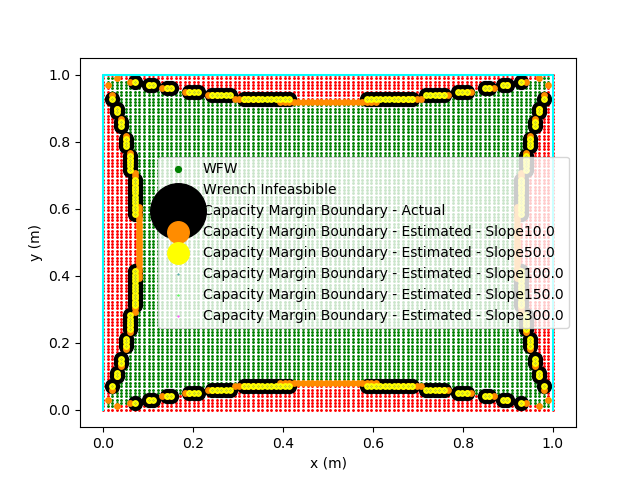 1.0
0.8
0.6
0.4
0.2
0.0
y (m)
WFW
Wrench Infeasbible
Capacity Margin Boundary - Actual
Capacity Margin Boundary - Estimated - Slope10.0
Capacity Margin Boundary - Estimated - Slope50.0
Capacity Margin Boundary - Estimated - Slope100.0
Capacity Margin Boundary - Estimated - Slope150.0
Capacity Margin Boundary - Estimated - Slope300.0
0.0 0.2 0.4 0.6 0.8 1.0
x (m)